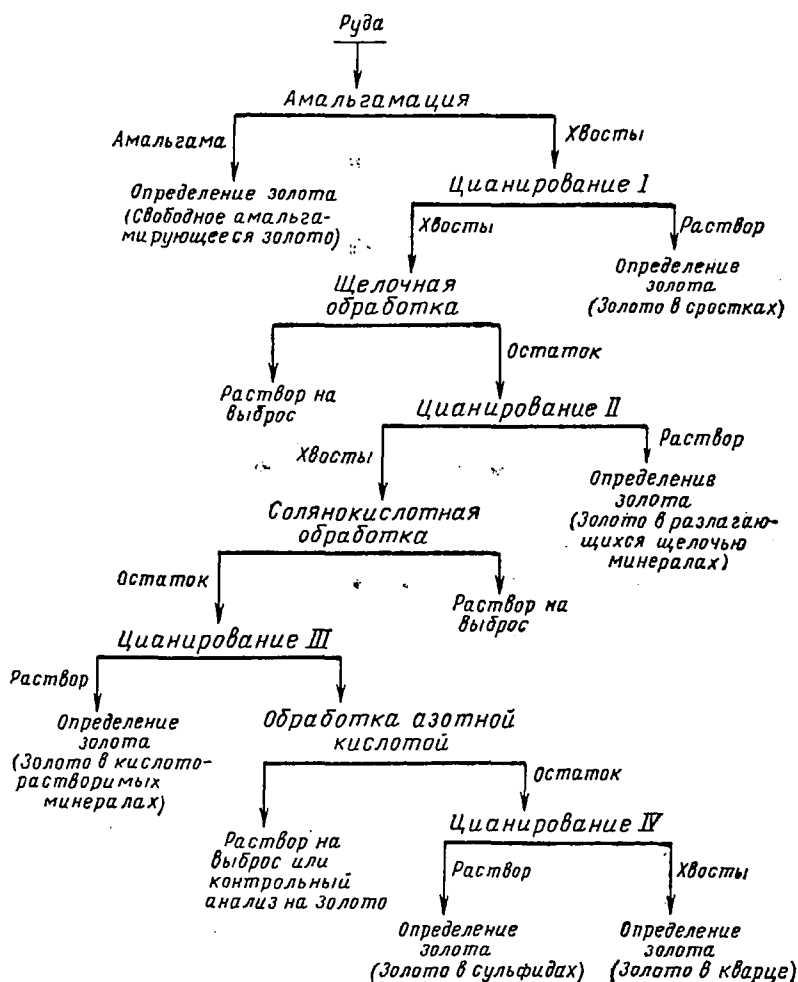 Руда
Амальгамация
Амальгама
Хвосты
Определение золота
(Свободное амальга-
мирующееся золото)
Цианирование I
Хвосты
Раствор
Определение
золота
(Золото в сростках)
Щелочная
обработка
Остаток
Раствор на
выброс
Цианирование II
Хвосты
Раствор
Определение
золота
(Золото в разлагаю-
щихся щелочью
минералах)
Солянокислотная
обработка
Остаток
Раствор на
выброс
Цианирование III
Раствор
Определение
золота
(Золото в кислото-
растворимых
минералах)
Обработка азотной
кислотой
Остаток
Раствор на
выброс или
контрольный
анализ на золото
Цианирование IV
Раствор
Хвосты
Определение
золота
(Золото в сульфидах)
Определение
золота
(Золото в кварце)